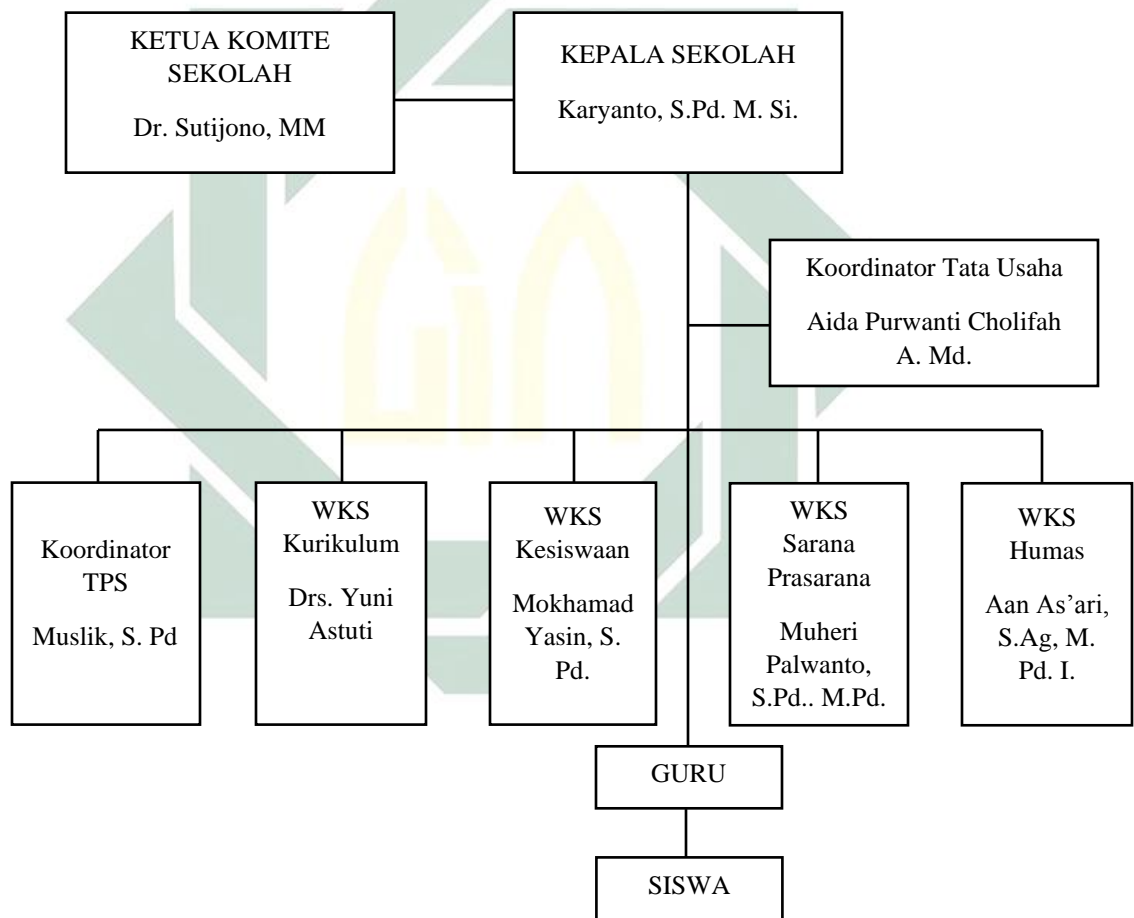 KETUA KOMITE
SEKOLAH
Dr. Sutijono, MM
KEPALA SEKOLAH
Karyanto, S.Pd. M. Si.
Koordinator Tata Usaha
Aida Purwanti Cholifah
A. Md.
Koordinator
TPS
Muslik, S. Pd
WKS
Kurikulum
Drs. Yuni
Astuti
WKS
Kesiswaan
Mokhamad
Yasin, S.
Pd.
WKS
Sarana
Prasarana
Muheri
Palwanto,
S.Pd.. M.Pd.
WKS
Humas
Aan As’ari,
S.Ag, M.
Pd. I.
GURU
SISWA